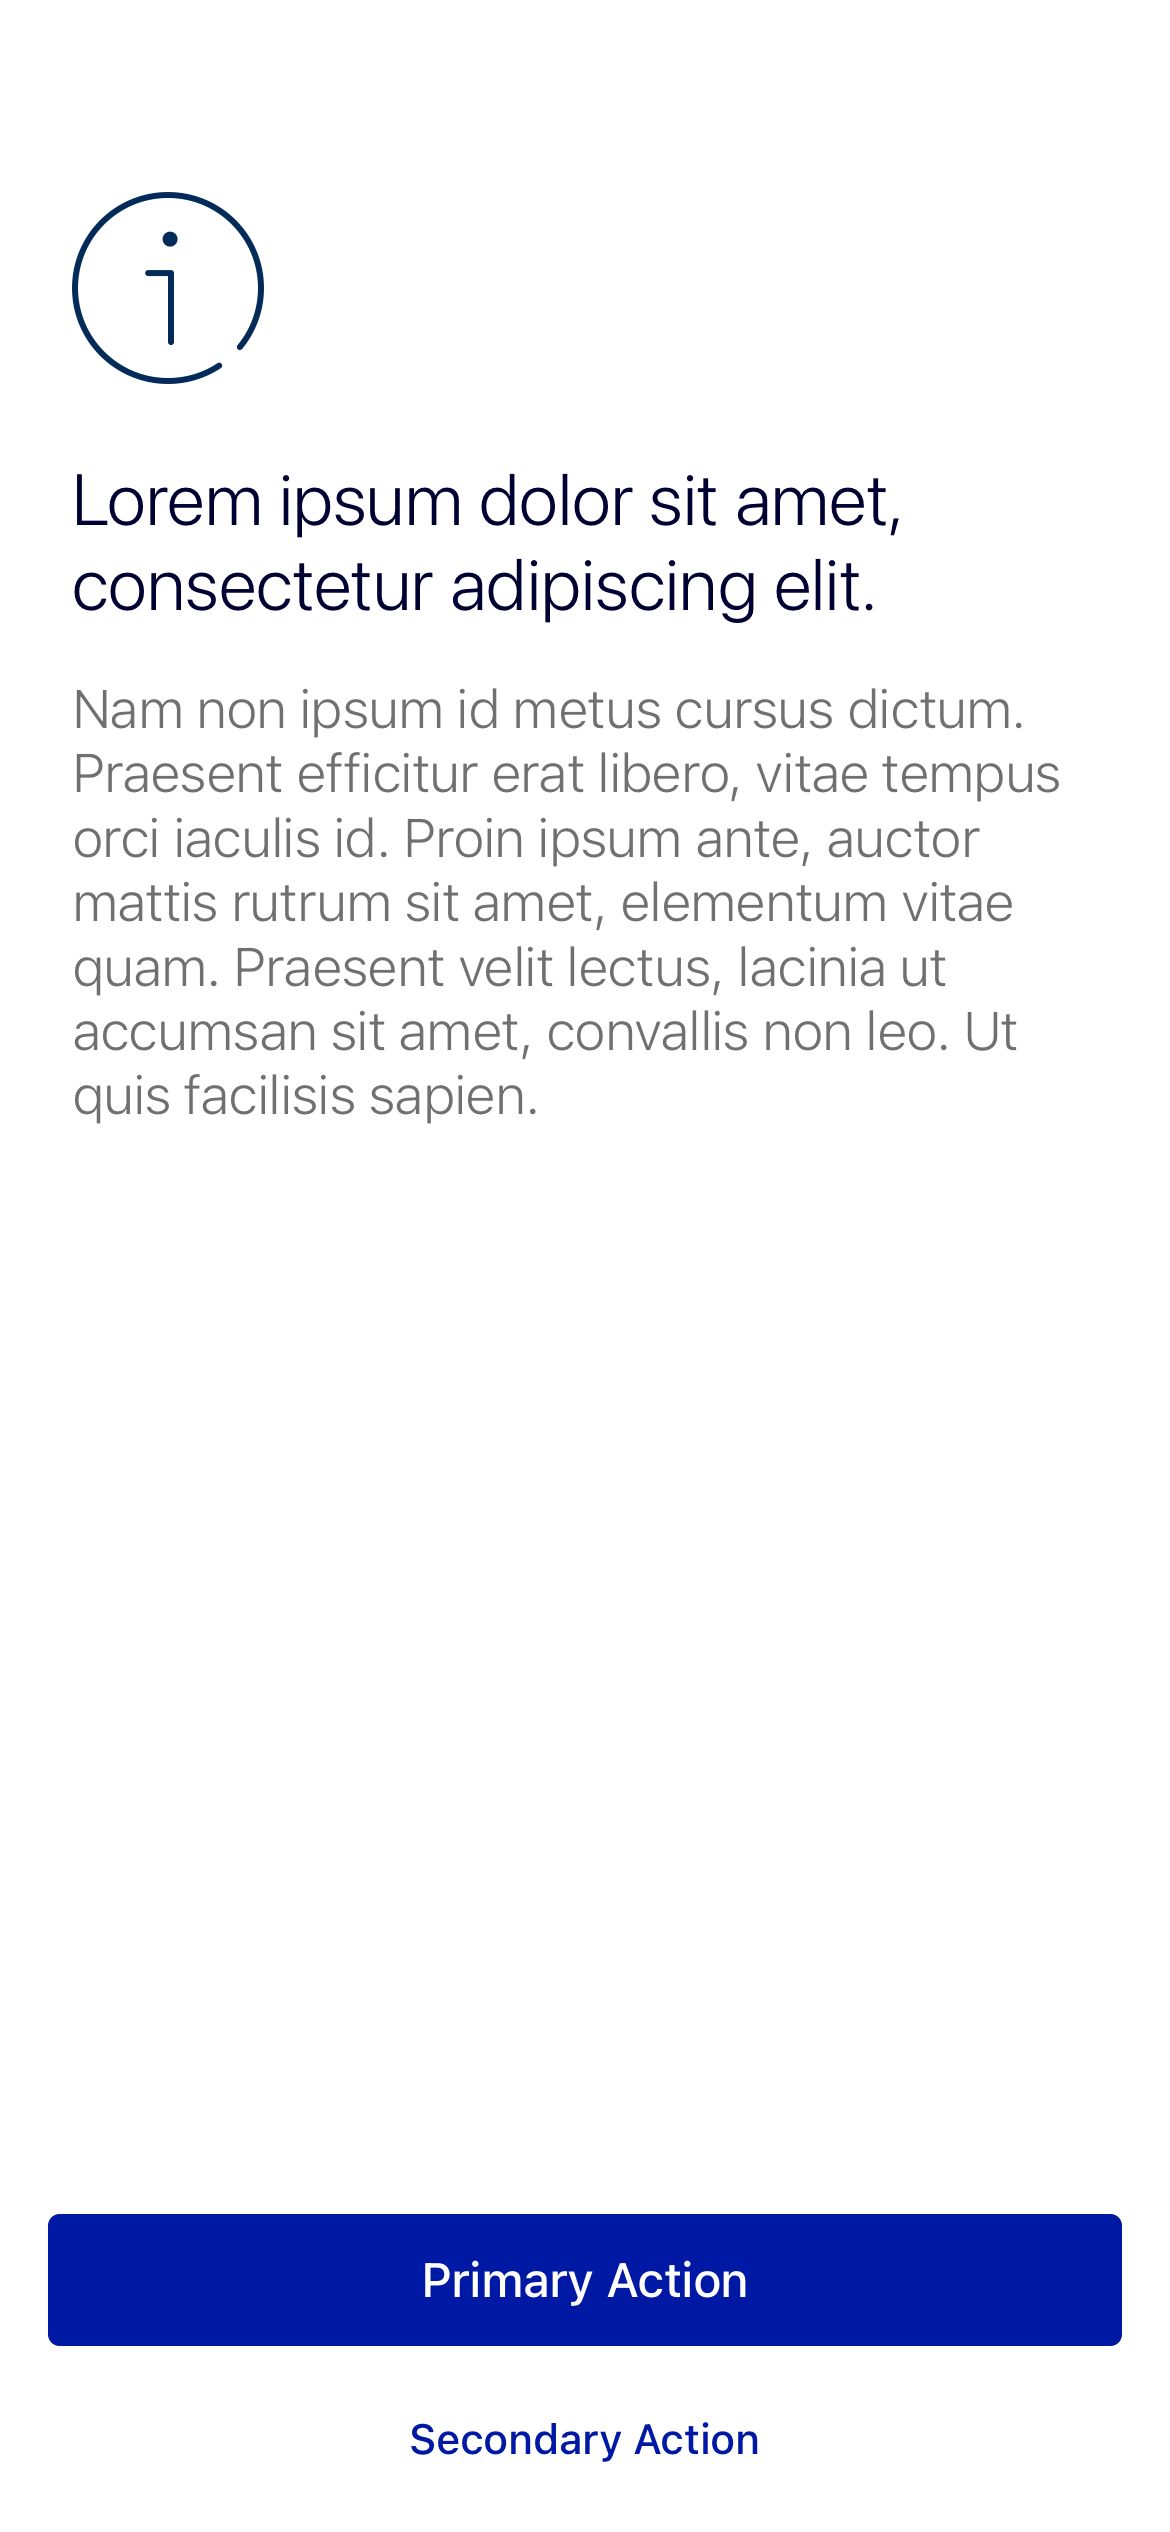 Lorem ipsum dolor sit amet,
consectetur adipiscing elit.
Nam non ipsum id metus cursus dictum.
Praesent efficitur erat libero, vitae tempus
orci iaculis id. Proin ipsum ante, auctor
mattis rutrum sit amet, elementum vitae
quam. Praesent velit lectus, lacinia ut
accumsan sit amet, convallis non leo. Ut
quis facilisis sapien.
Primary Action
Secondary Action